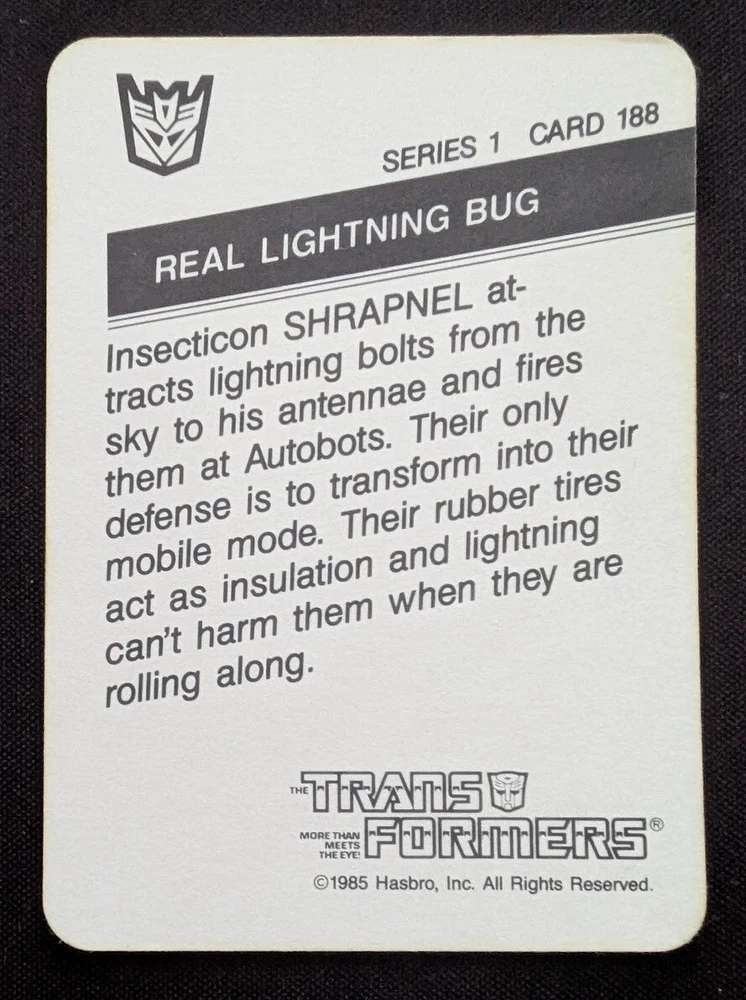 SERIES 1 CARD 188
REAL LIGHTNING BUG
Insecticon SHRAPNEL at-
tracts lightning bolts from the
sky to his antennae and fires
them at Autobots. Their only
defense is to transform into their
mobile mode. Their rubber tires
act as insulation and lightning
can't harm them when they are
rolling along.
THE TRANS
MORE THAN
MEETS
THE EYE!
FORMERS®
©1985 Hasbro, Inc. All Rights Reserved.